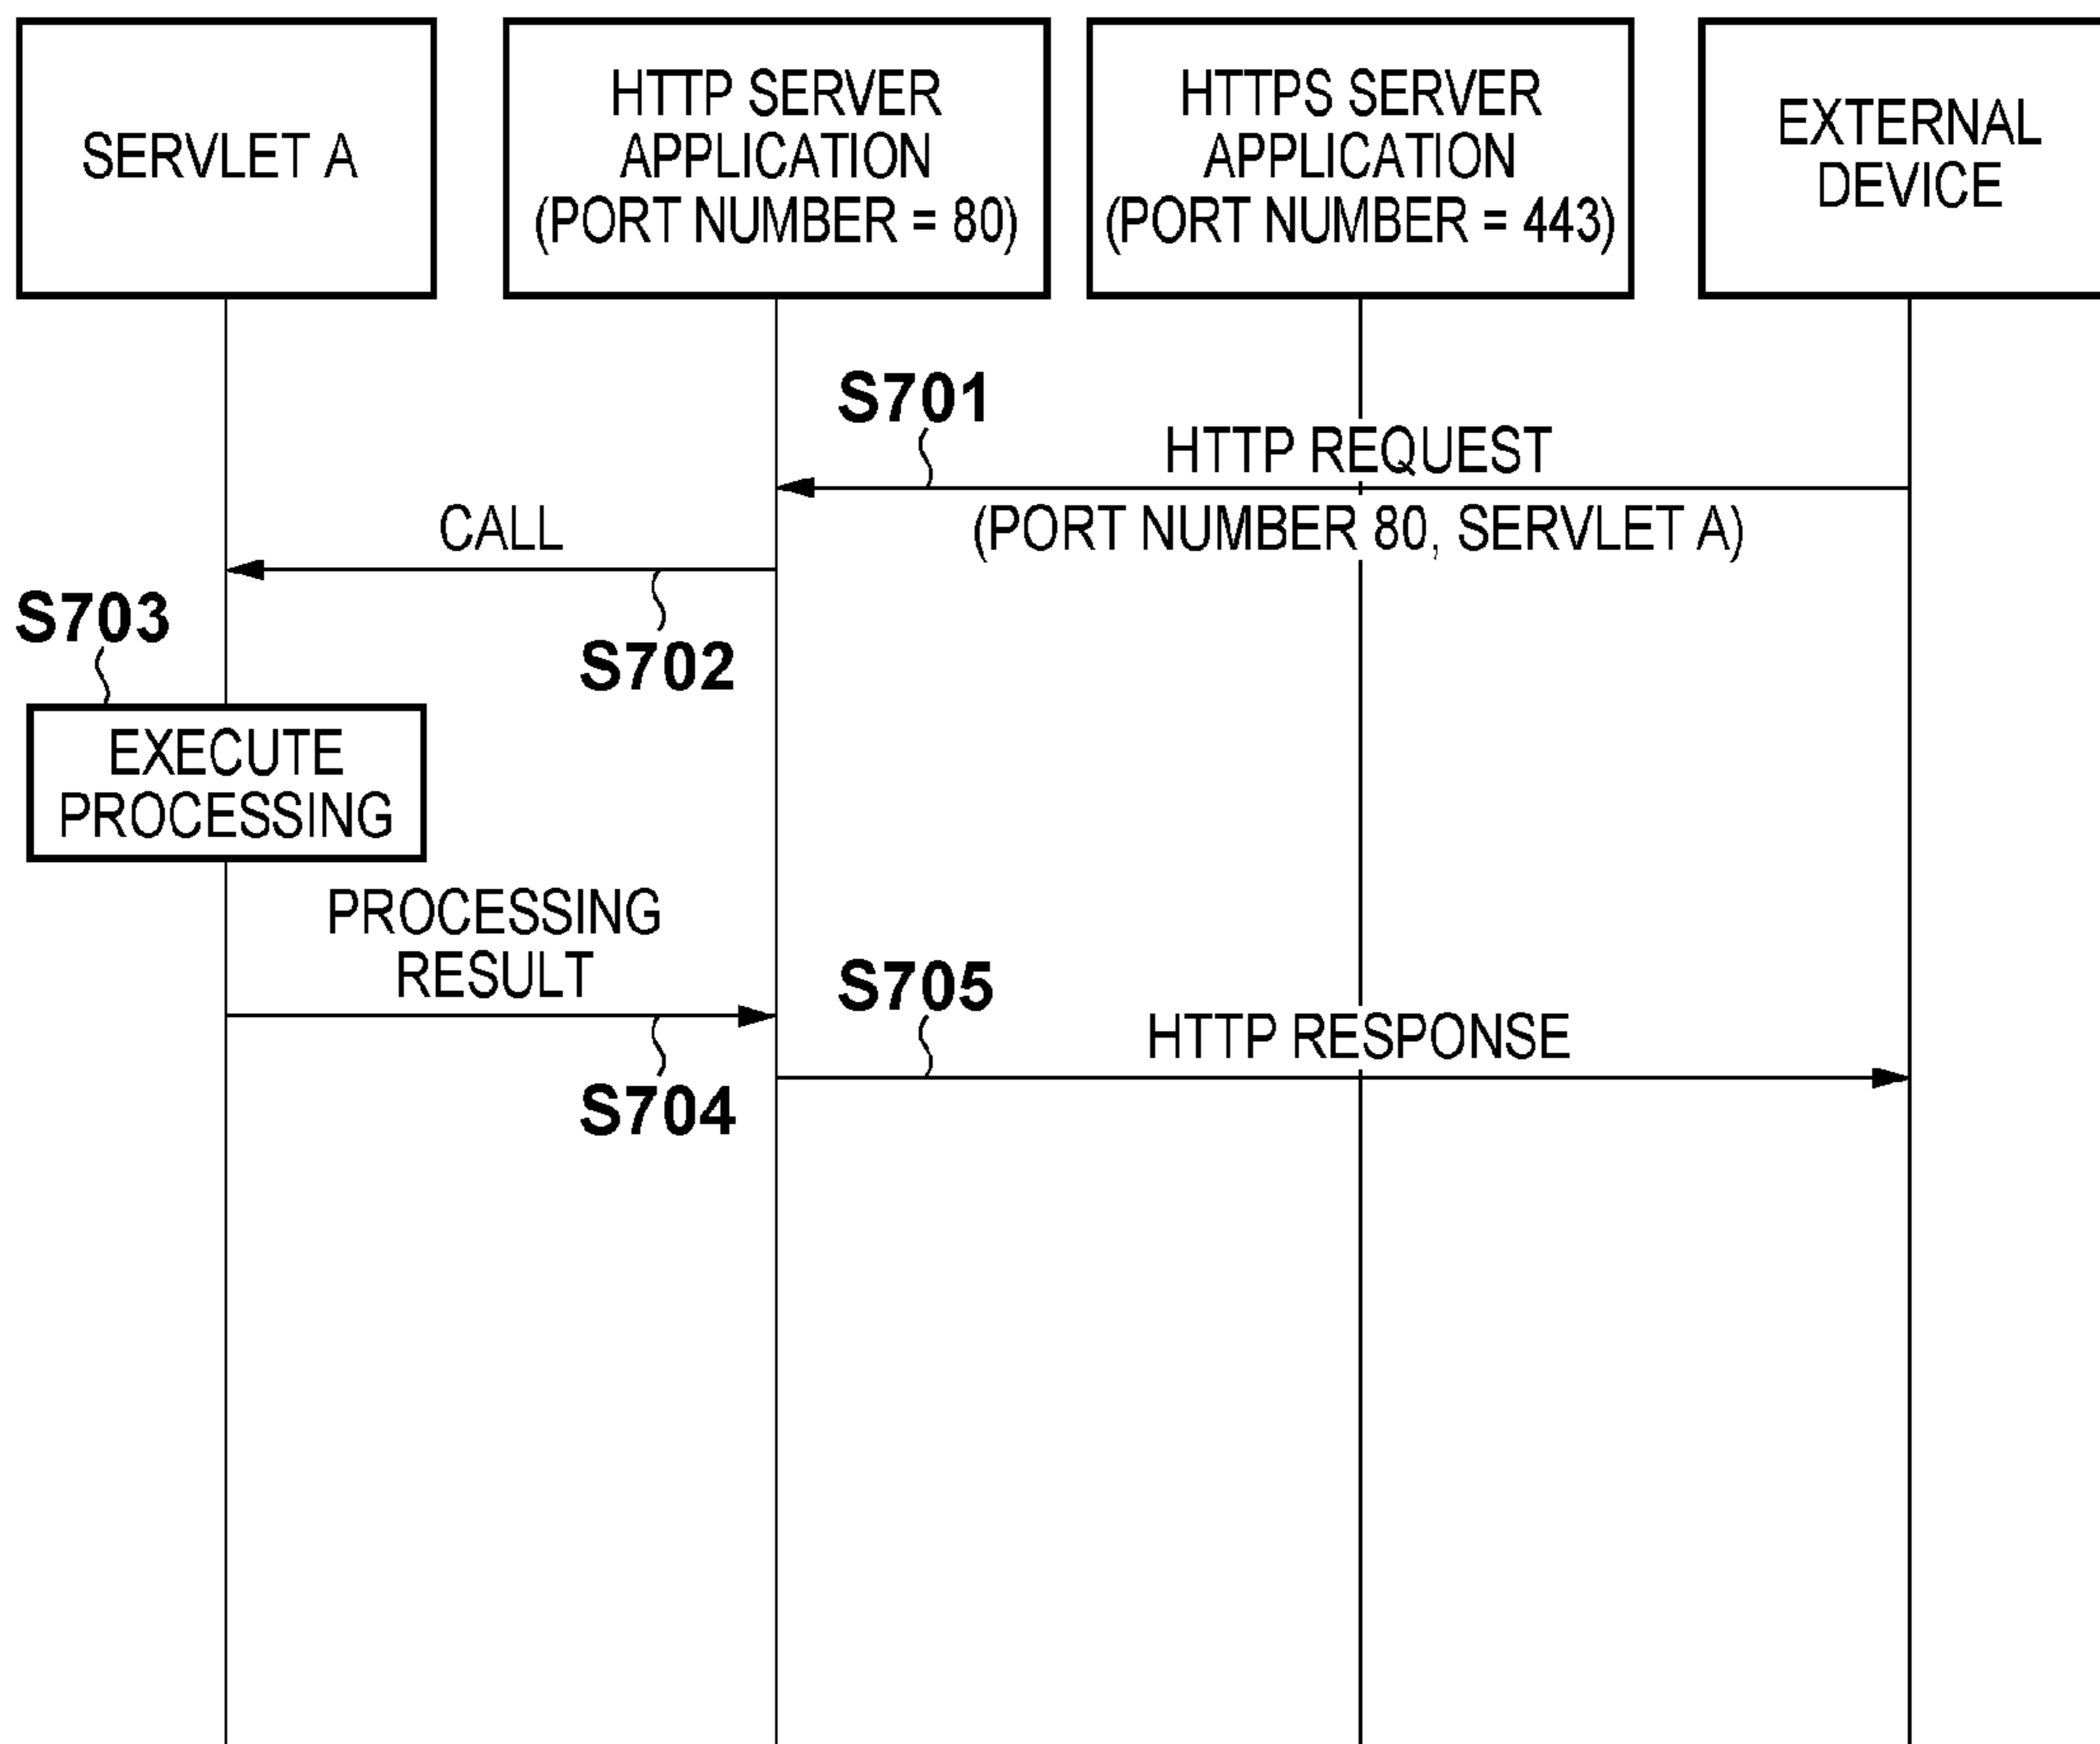 SERVLET A
HTTP SERVER
APPLICATION
(PORT NUMBER = 80)
HTTPS SERVER
APPLICATION
(PORT NUMBER = 443)
EXTERNAL
DEVICE
S701
HTTP REQUEST
(PORT NUMBER 80, SERVLET A)
CALL
S702
S703
EXECUTE
PROCESSING
PROCESSING
RESULT
S704
S705
HTTP RESPONSE